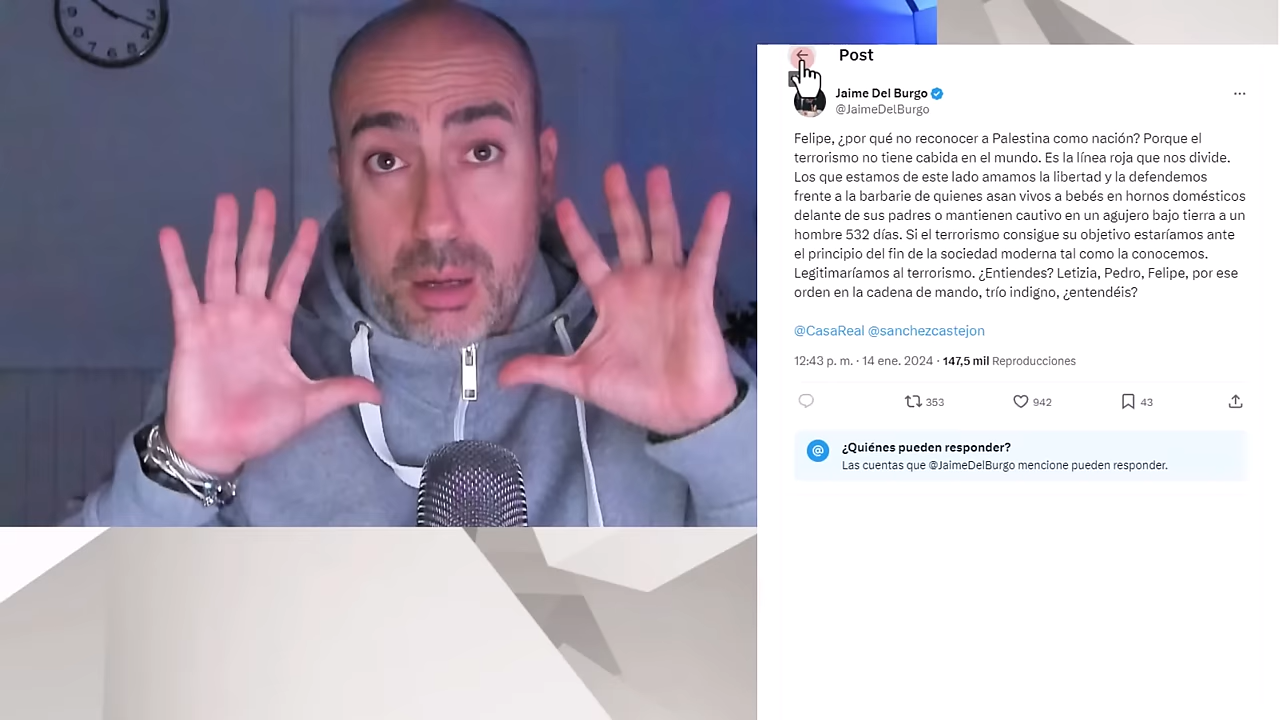 3
4
5
6
7
8
Post
Jaime Del Burgo
@JaimeDelBurgo
Felipe, ¿por qué no reconocer a Palestina como nación? Porque el
terrorismo no tiene cabida en el mundo. Es la línea roja que nos divide.
Los que estamos de este lado amamos la libertad y la defendemos
frente a la barbarie de quienes asan vivos a bebés en hornos domésticos
delante de sus padres o mantienen cautivo en un agujero bajo tierra a un
hombre 532 días. Si el terrorismo consigue su objetivo estaríamos ante
el principio del fin de la sociedad moderna tal como la conocemos.
Legitimaríamos al terrorismo. ¿Entiendes? Letizia, Pedro, Felipe, por ese
orden en la cadena de mando, trío indigno, ¿entendéis?
@CasaReal @sanchezcastejon
12:43 p. m. · 14 ene. 2024 · 147,5 mil Reproducciones
353 942 43
¿Quiénes pueden responder?
Las cuentas que @JaimeDelBurgo mencione pueden responder.